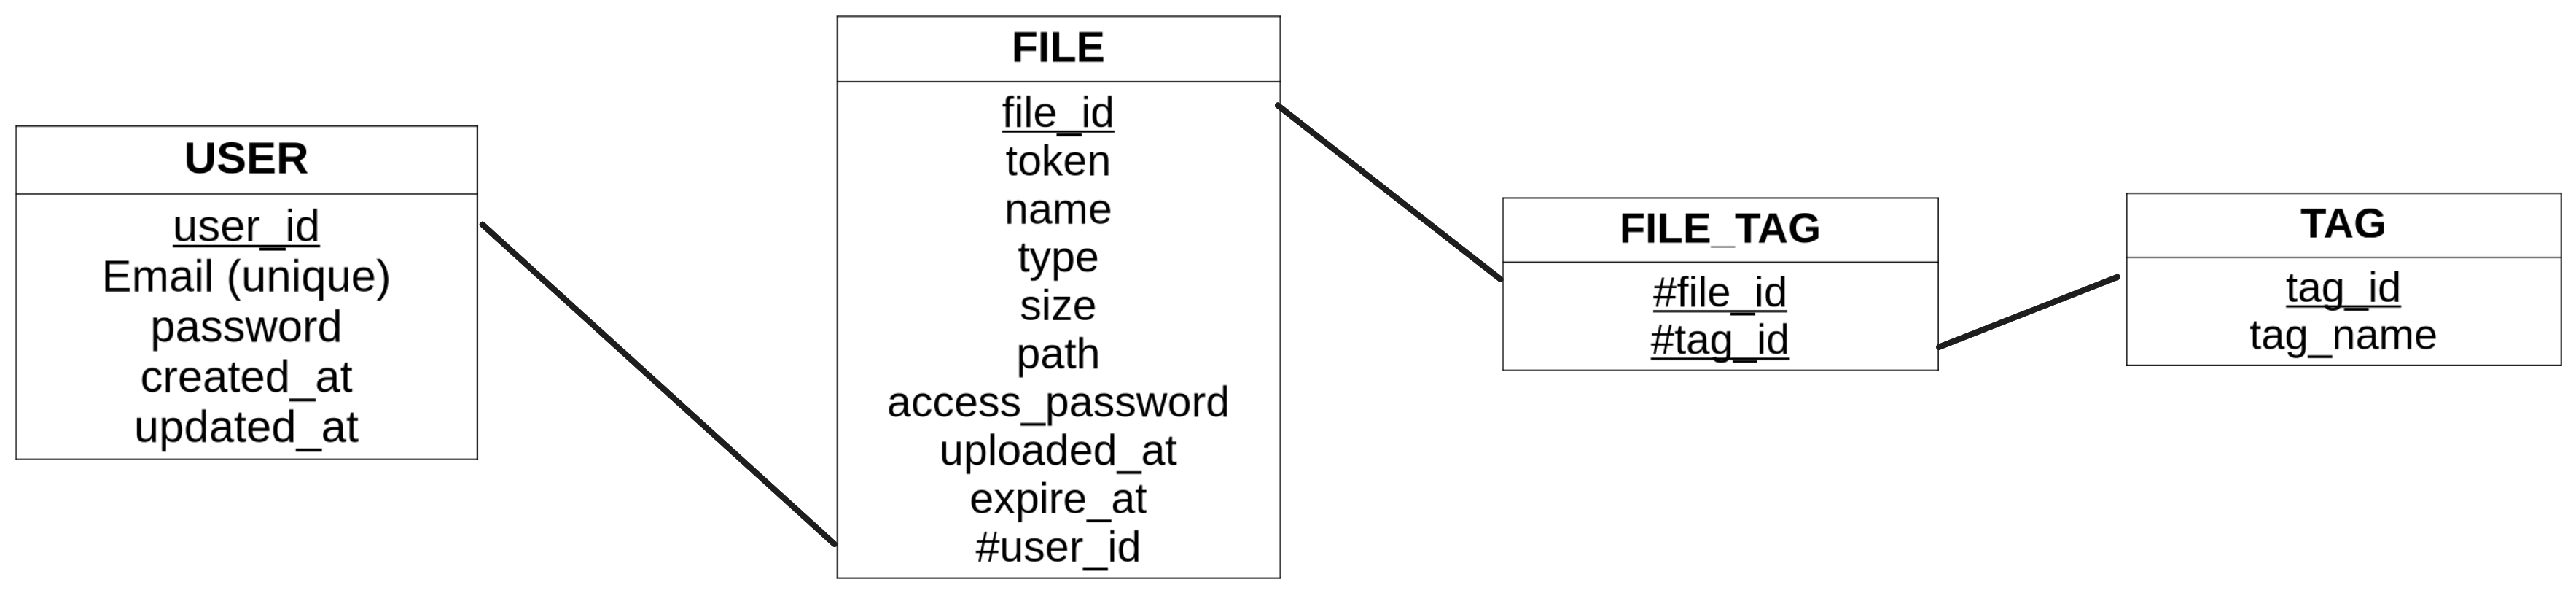 USER
user_id
Email (unique)
password
created_at
updated_at
FILE
file_id
token
name
type
size
path
access_password
uploaded_at
expire_at
#user_id
FILE_TAG
#file_id
#tag_id
TAG
tag_id
tag_name